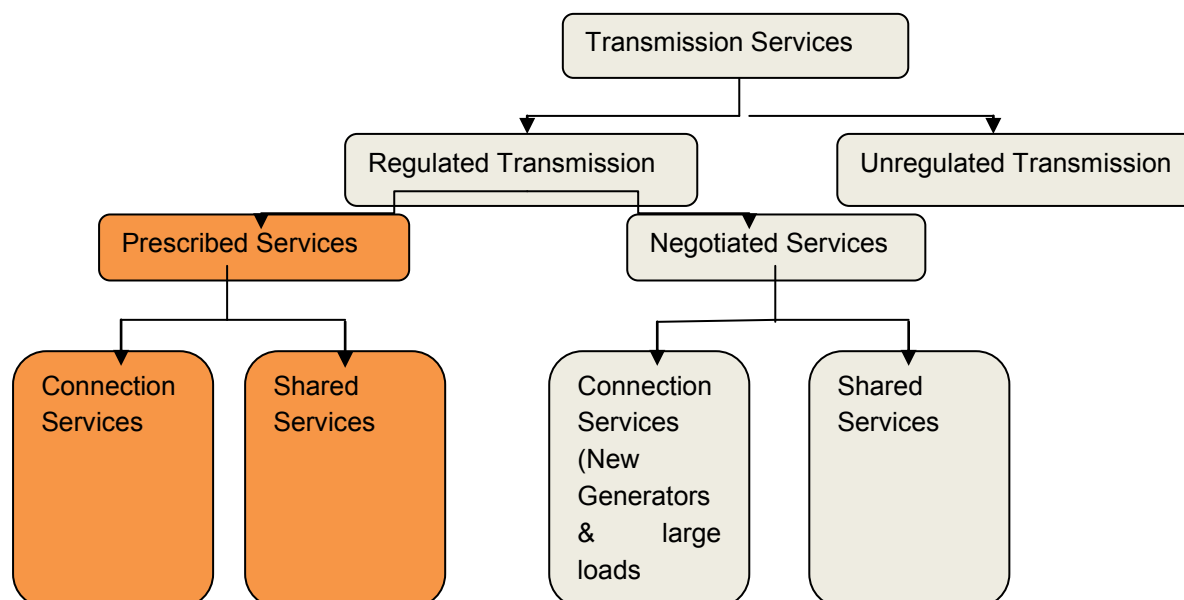 Transmission Services
Regulated Transmission
Unregulated Transmission
Prescribed Services
Negotiated Services
Connection
Services
Shared
Services
Connection
Services
(New
Generators
& large
loads
Shared
Services